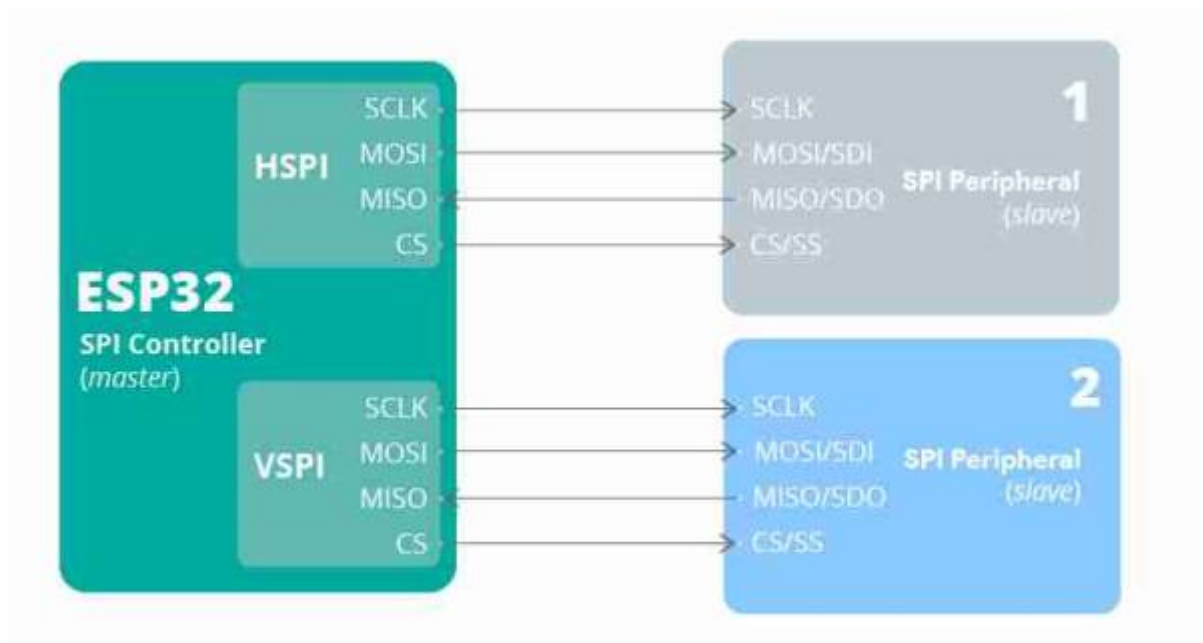 ESP32
SPI Controller
(master)
HSPI
SCLK
MOSI
MISO
CS
VSPI
SCLK
MOSI
MISO
CS
1
SPI Peripheral
(slave)
SCLK
MOSI/SDI
MISO/SDO
CS/SS
2
SPI Peripheral
(slave)
SCLK
MOSI/SDI
MISO/SDO
CS/SS